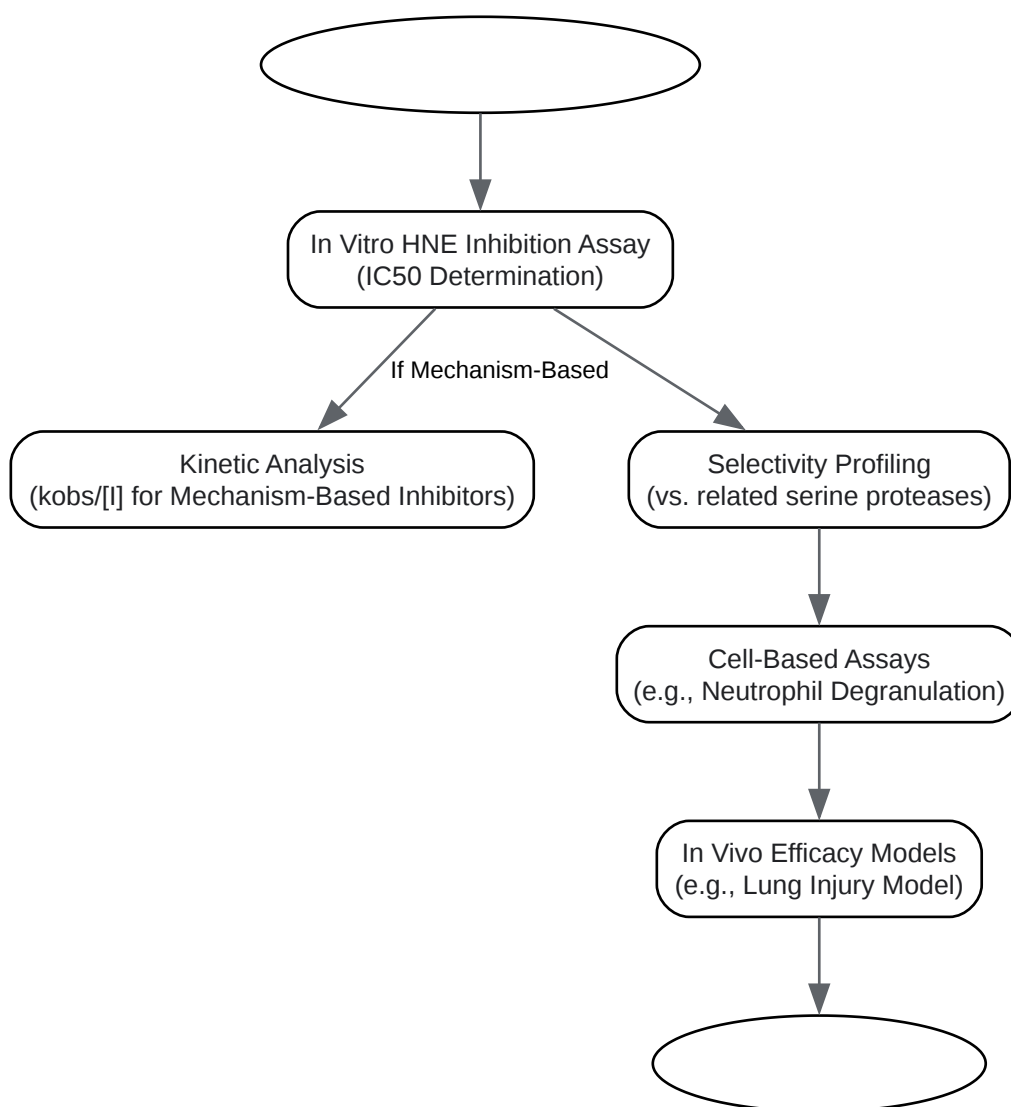 In Vitro HNE Inhibition Assay
(IC50 Determination)
If Mechanism-Based
Kinetic Analysis
(kobs/[I] for Mechanism-Based Inhibitors)
Selectivity Profiling
(vs. related serine proteases)
Cell-Based Assays
(e.g., Neutrophil Degranulation)
In Vivo Efficacy Models
(e.g., Lung Injury Model)